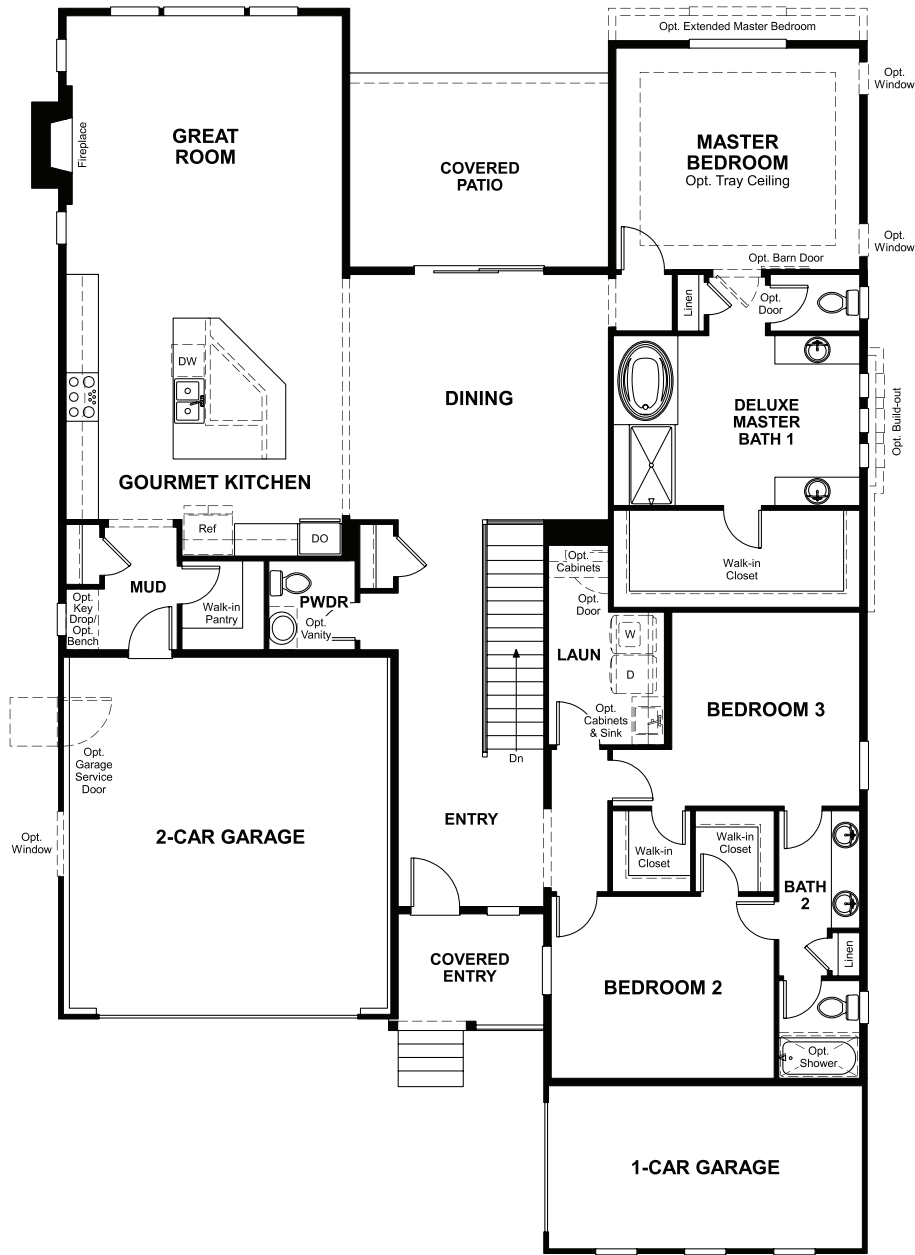 Opt. Extended Master Bedroom
Opt.
Window
GREAT
ROOM
Fireplace
COVERED
PATIO
MASTER
BEDROOM
Opt. Tray Ceiling
Opt.
Window
Opt. Barn Door
Linen
Opt.
Door
DW
DINING
DELUXE
MASTER
BATH 1
Opt. Build-out
GOURMET KITCHEN
Ref
DO
MUD
Walk-in
Pantry
PWDR
Opt.
Vanity
Opt.
Key
Drop/
Opt.
Bench
Opt.
Cabinets
Opt.
Door
Walk-in
Closet
LAUN
W
D
Opt.
Cabinets
& Sink
BEDROOM 3
Dn
Opt.
Garage
Service
Door
Opt.
Window
2-CAR GARAGE
ENTRY
Walk-in
Closet
Walk-in
Closet
BATH
2
Linen
COVERED
ENTRY
BEDROOM 2
Opt.
Shower
1-CAR GARAGE